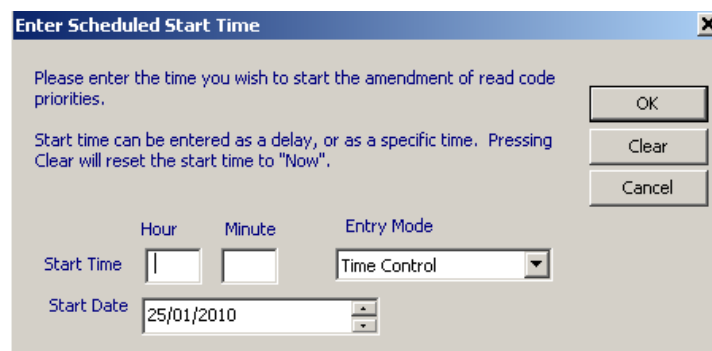 Enter Scheduled Start Time
Please enter the time you wish to start the amendment of read code
priorities.
OK
Start time can be entered as a delay, or as a specific time.  Pressing
Clear will reset the start time to "Now".
Clear
Cancel
Hour Minute Entry Mode
Start Time Time Control
Start Date 25/01/2010